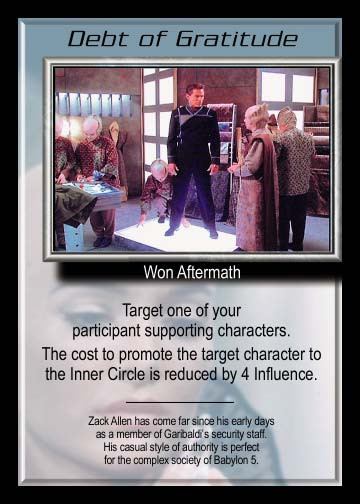 Debt of Gratitude
Won Aftermath
Target one of your
participant supporting characters.
The cost to promote the target character to
the Inner Circle is reduced by 4 Influence.
Zack Allen has come far since his early days
as a member of Garibaldi's security staff.
His casual style of authority is perfect
for the complex society of Babylon 5.